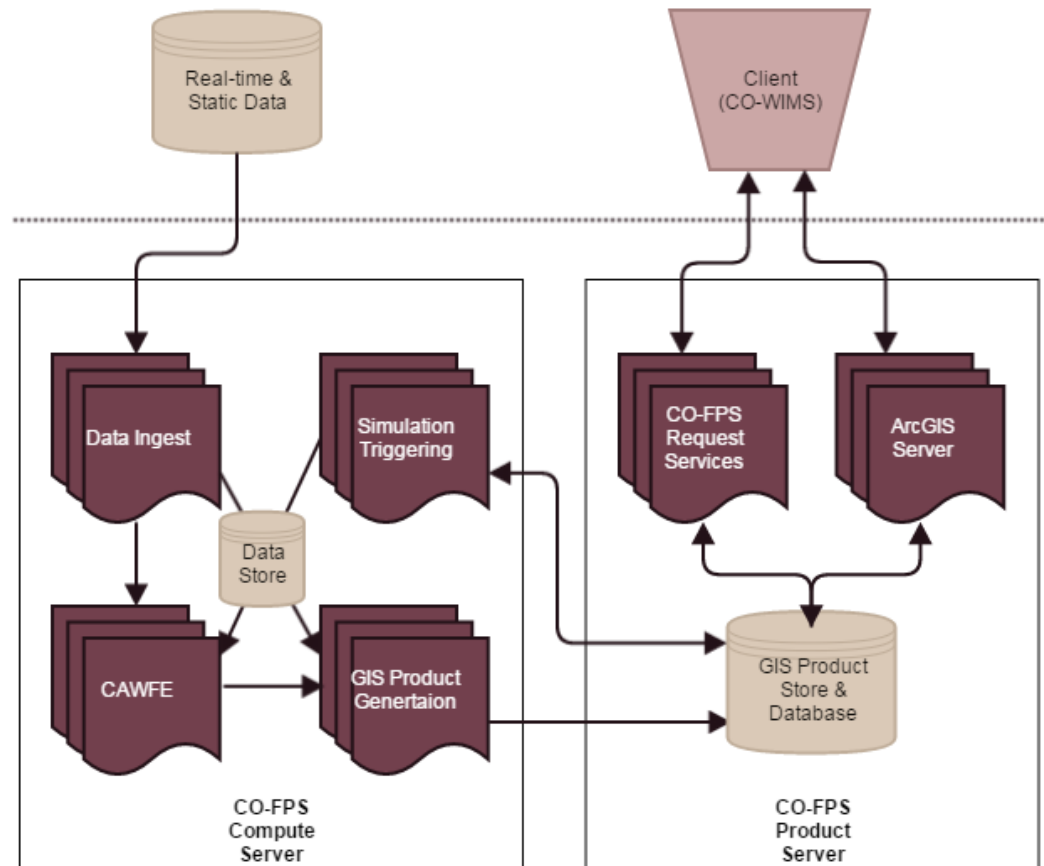 Real-time &
Static Data
Client
(CO-WIMS)
Data Ingest
Simulation
Triggering
CO-FPS
Request
Services
ArcGIS
Server
Data
Store
CAWFE
GIS Product
Genertaion
GIS Product
Store &
Database
CO-FPS
Compute
Server
CO-FPS
Product
Server